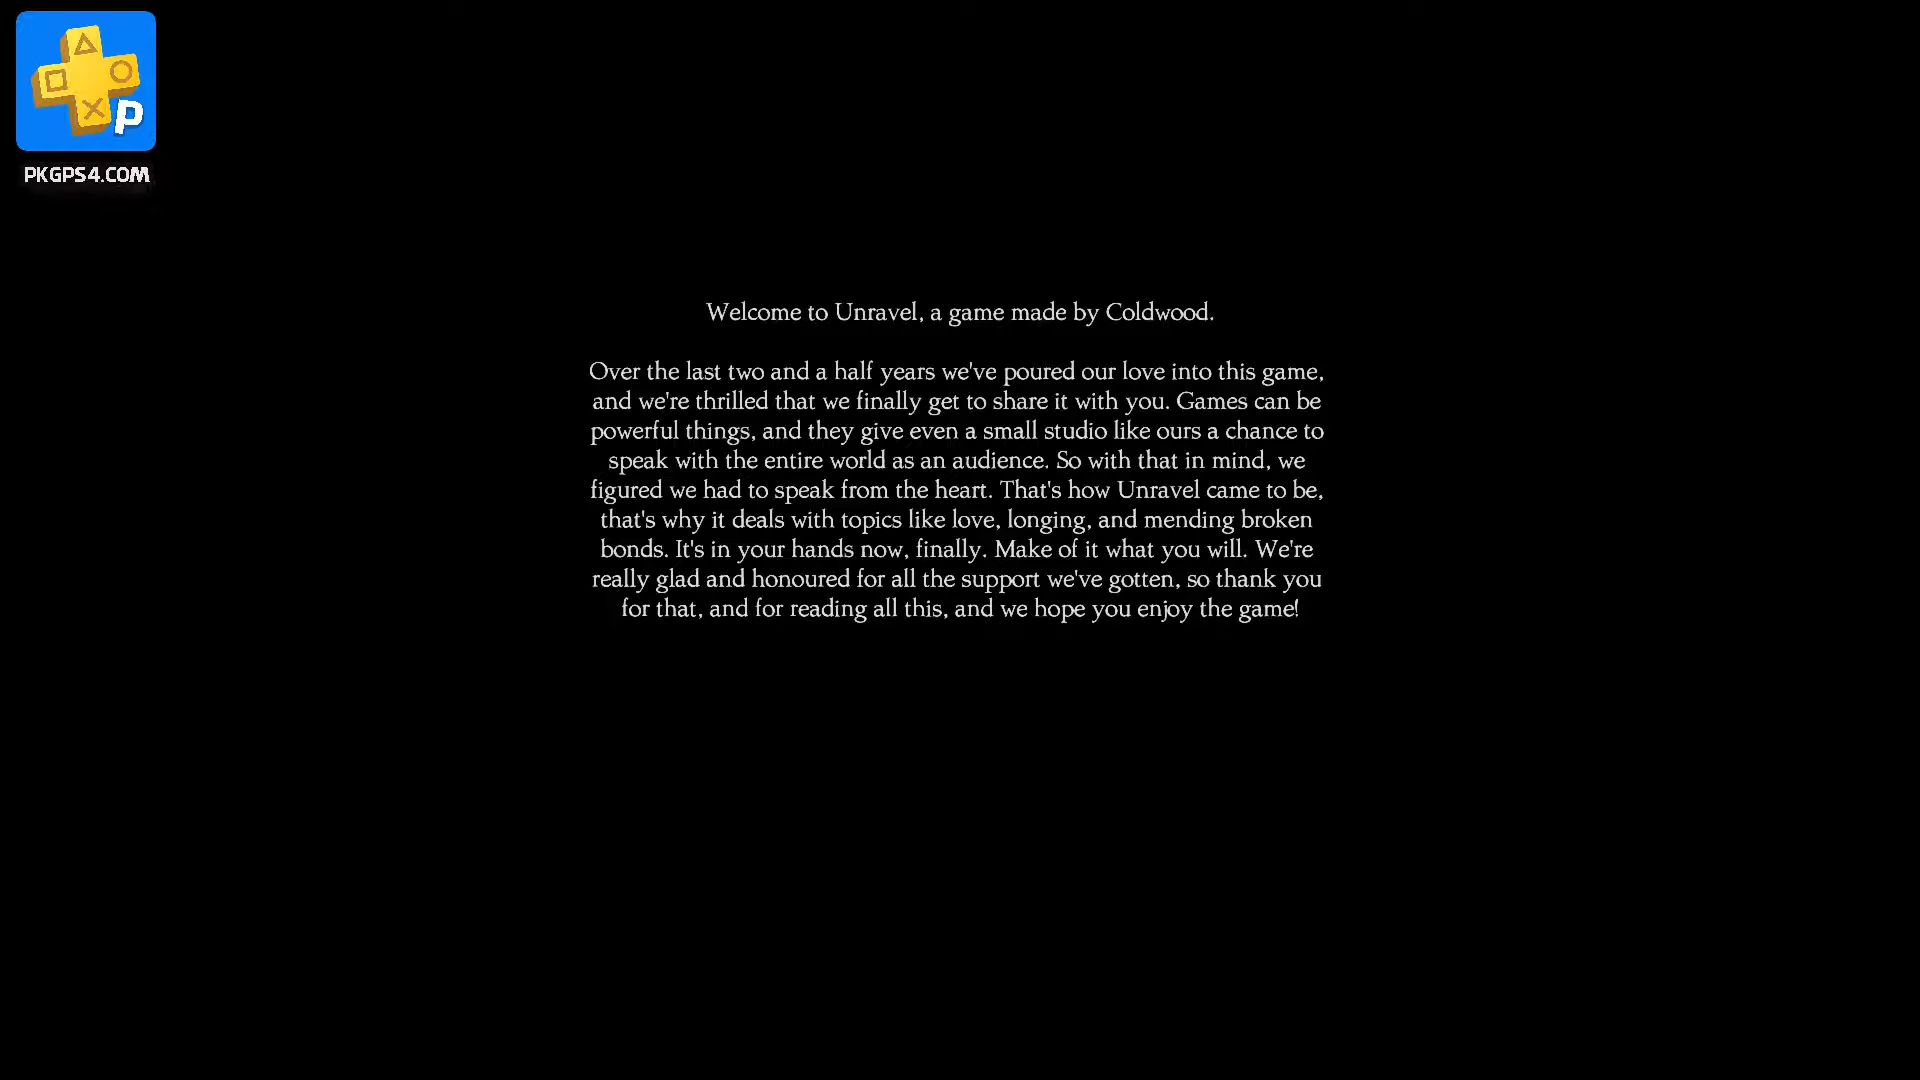 P
PKGPS4.COM
Welcome to Unravel, a game made by Coldwood.
Over the last two and a half years we've poured our love into this game,
and we're thrilled that we finally get to share it with you. Games can be
powerful things, and they give even a small studio like ours a chance to
speak with the entire world as an audience. So with that in mind, we
figured we had to speak from the heart. That's how Unravel came to be,
that's why it deals with topics like love, longing, and mending broken
bonds. It's in your hands now, finally. Make of it what you will. We're
really glad and honoured for all the support we've gotten, so thank you
for that, and for reading all this, and we hope you enjoy the game!